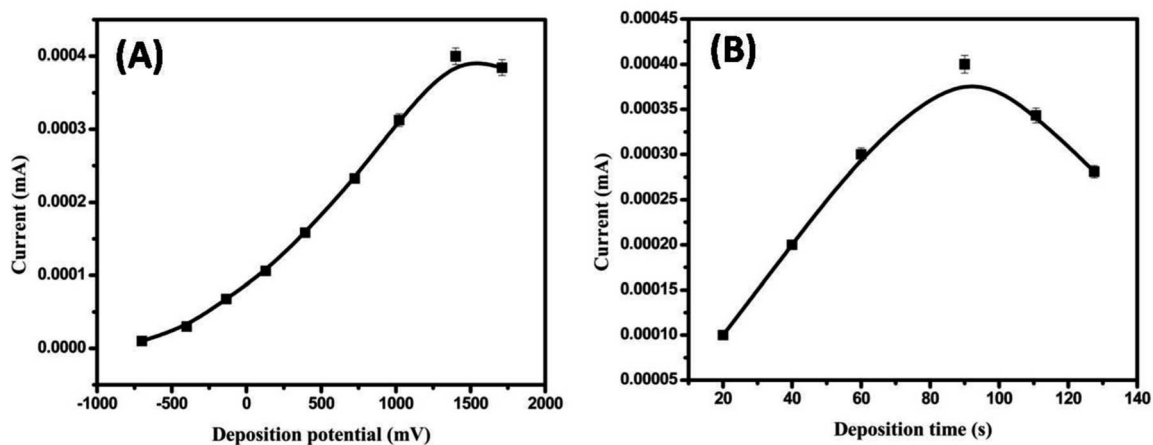 (A)
Current (mA)
0.0004
0.0003
0.0002
0.0001
0.0000
-1000 -500 0 500 1000 1500 2000
Deposition potential (mV)
(B)
Current (mA)
0.00045
0.00040
0.00035
0.00030
0.00025
0.00020
0.00015
0.00010
0.00005
20 40 60 80 100 120 140
Deposition time (s)